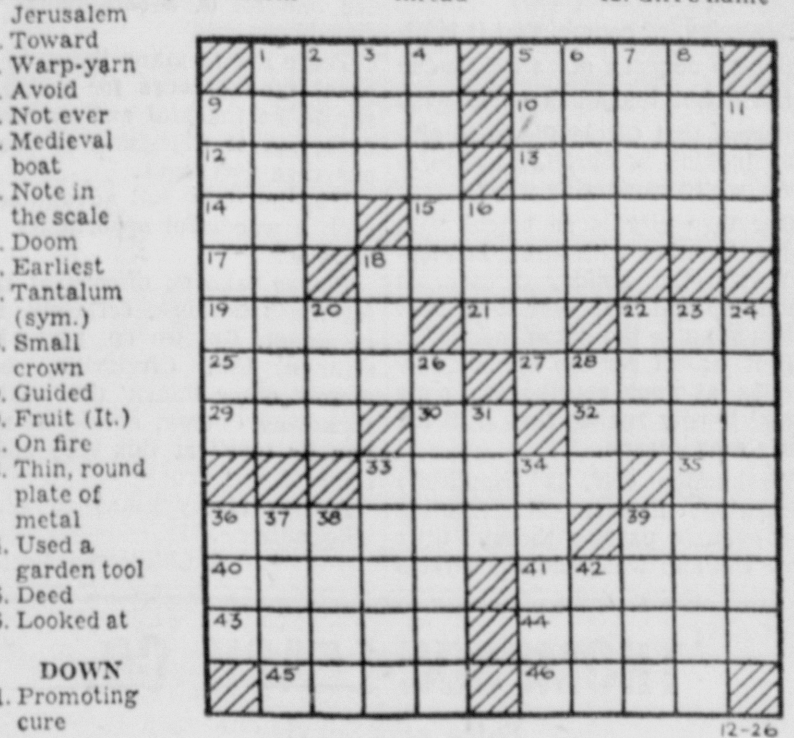 Jerusalem
. Toward
. Warp-yarn
. Avoid
. Not ever
. Medieval
boat
. Note in
the scale
. Doom
. Earliest
. Tantalum
(sym.)
. Small
crown
. Guided
. Fruit (It.)
. On fire
. Thin, round
plate of
metal
. Used a
garden tool
. Deed
. Looked at
DOWN
. Promoting
cure
1 2 3 4 5 6 7 8
9 10 11
12 13
14 15 16
17 18
19 20 21 22 23 24
25 26 27 28
29 30 31 32
33 34 35
36 37 38 39
40 41 42
43 44
45 46
12-26